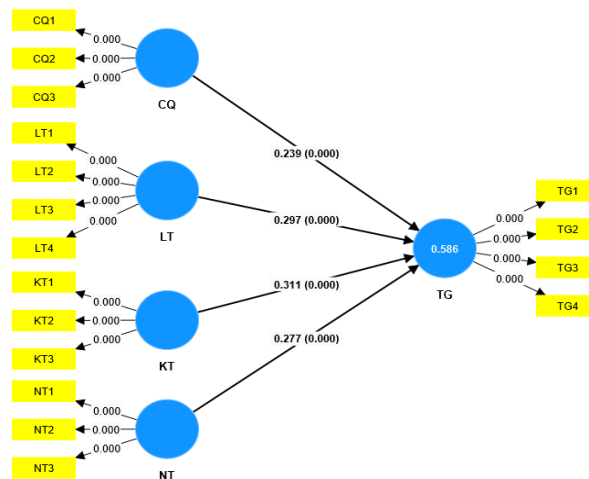 CQ1
0.000
CQ2
0.000
CQ3
0.000
CQ
LT1
0.000
LT2
0.000
LT3
0.000
LT4
0.000
LT
KT1
0.000
KT2
0.000
KT3
0.000
KT
NT1
0.000
NT2
0.000
NT3
0.000
NT
0.239 (0.000)
0.297 (0.000)
0.311 (0.000)
0.277 (0.000)
0.586
TG
0.000
TG1
0.000
TG2
0.000
TG3
0.000
TG4